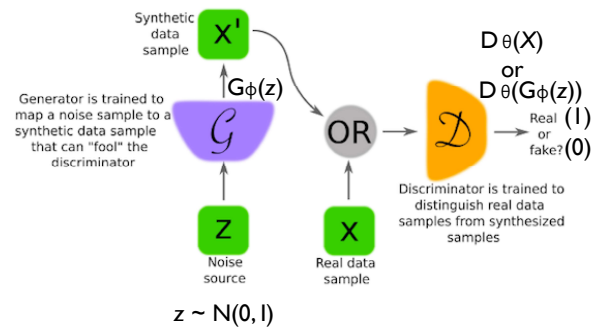 Synthetic
data
sample
X'
Gϕ(z)
Generator is trained to
map a noise sample to a
synthetic data sample
that can "fool" the
discriminator
G
z
Noise
source
z ~ N(0,I)
OR
x
Real data
sample
D θ(X)
or
D θ(Gϕ(z))
D
Real (1)
or
fake? (0)
Discriminator is trained to
distinguish real data
samples from synthesized
samples